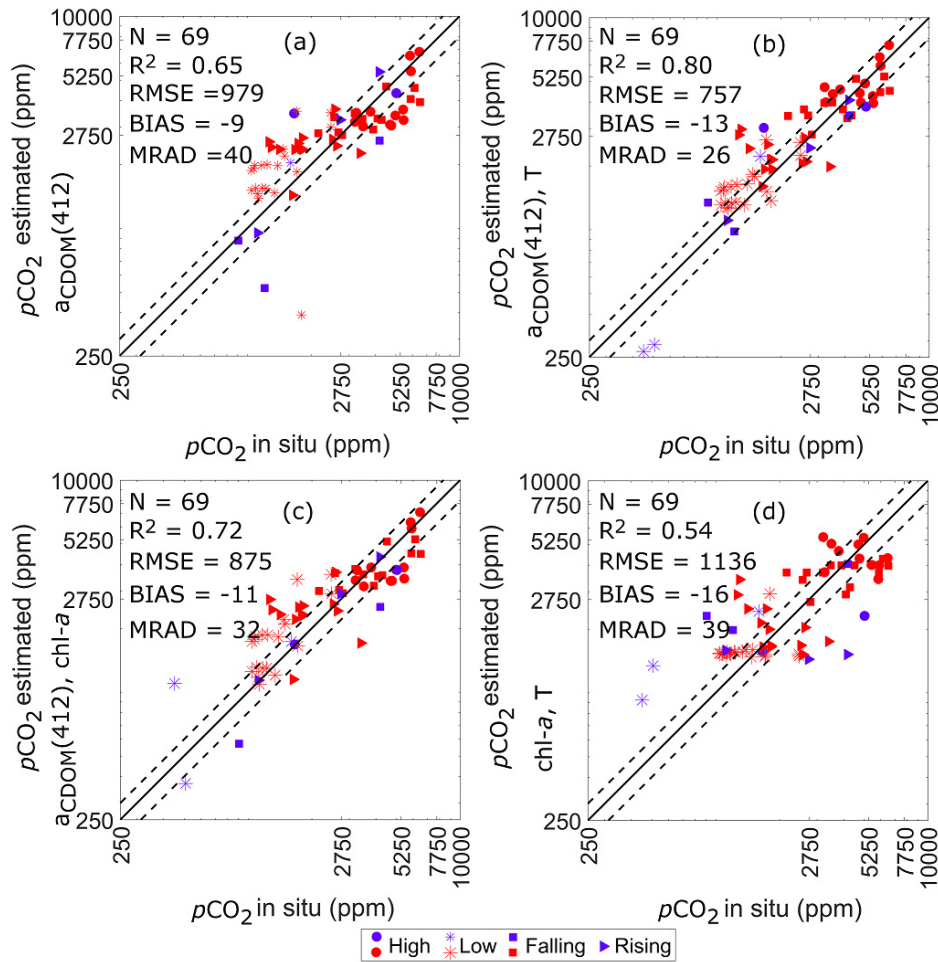 10000
7750
5250
2750
250
pCO2 estimated (ppm)
aCDOM(412)
N = 69
R2 = 0.65
RMSE =979
BIAS = -9
MRAD =40
(a)
250
2750
5250
7750
10000
pCO2 in situ (ppm)
10000
7750
5250
2750
250
pCO2 estimated (ppm)
aCDOM(412), T
N = 69
R2 = 0.80
RMSE = 757
BIAS = -13
MRAD = 26
(b)
250
2750
5250
7750
10000
pCO2 in situ (ppm)
10000
7750
5250
2750
250
pCO2 estimated (ppm)
aCDOM(412), chl-a
N = 69
R2 = 0.72
RMSE = 875
BIAS = -11
MRAD = 32
(c)
250
2750
5250
7750
10000
pCO2 in situ (ppm)
10000
7750
5250
2750
250
pCO2 estimated (ppm)
chl-a, T
N = 69
R2 = 0.54
RMSE = 1136
BIAS = -16
MRAD = 39
(d)
250
2750
5250
7750
10000
pCO2 in situ (ppm)
High Low Falling Rising